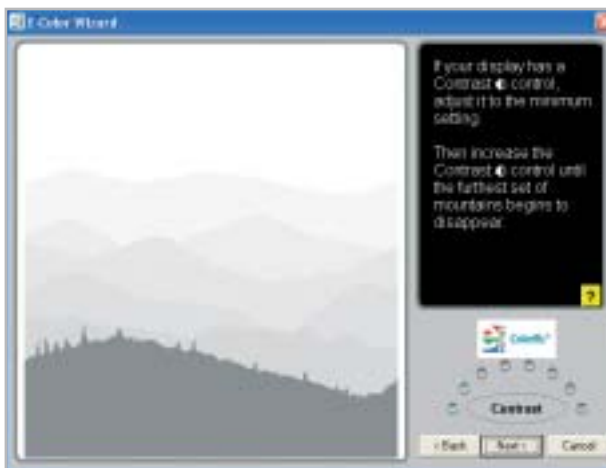 E-Color Wizard
If your display has a
Contrast control,
adjust it to the minimum
setting.
Then increase the
Contrast control until
the furthest set of
mountains begins to
disappear.
?
Colorific®
Contrast
< Back Next > Cancel